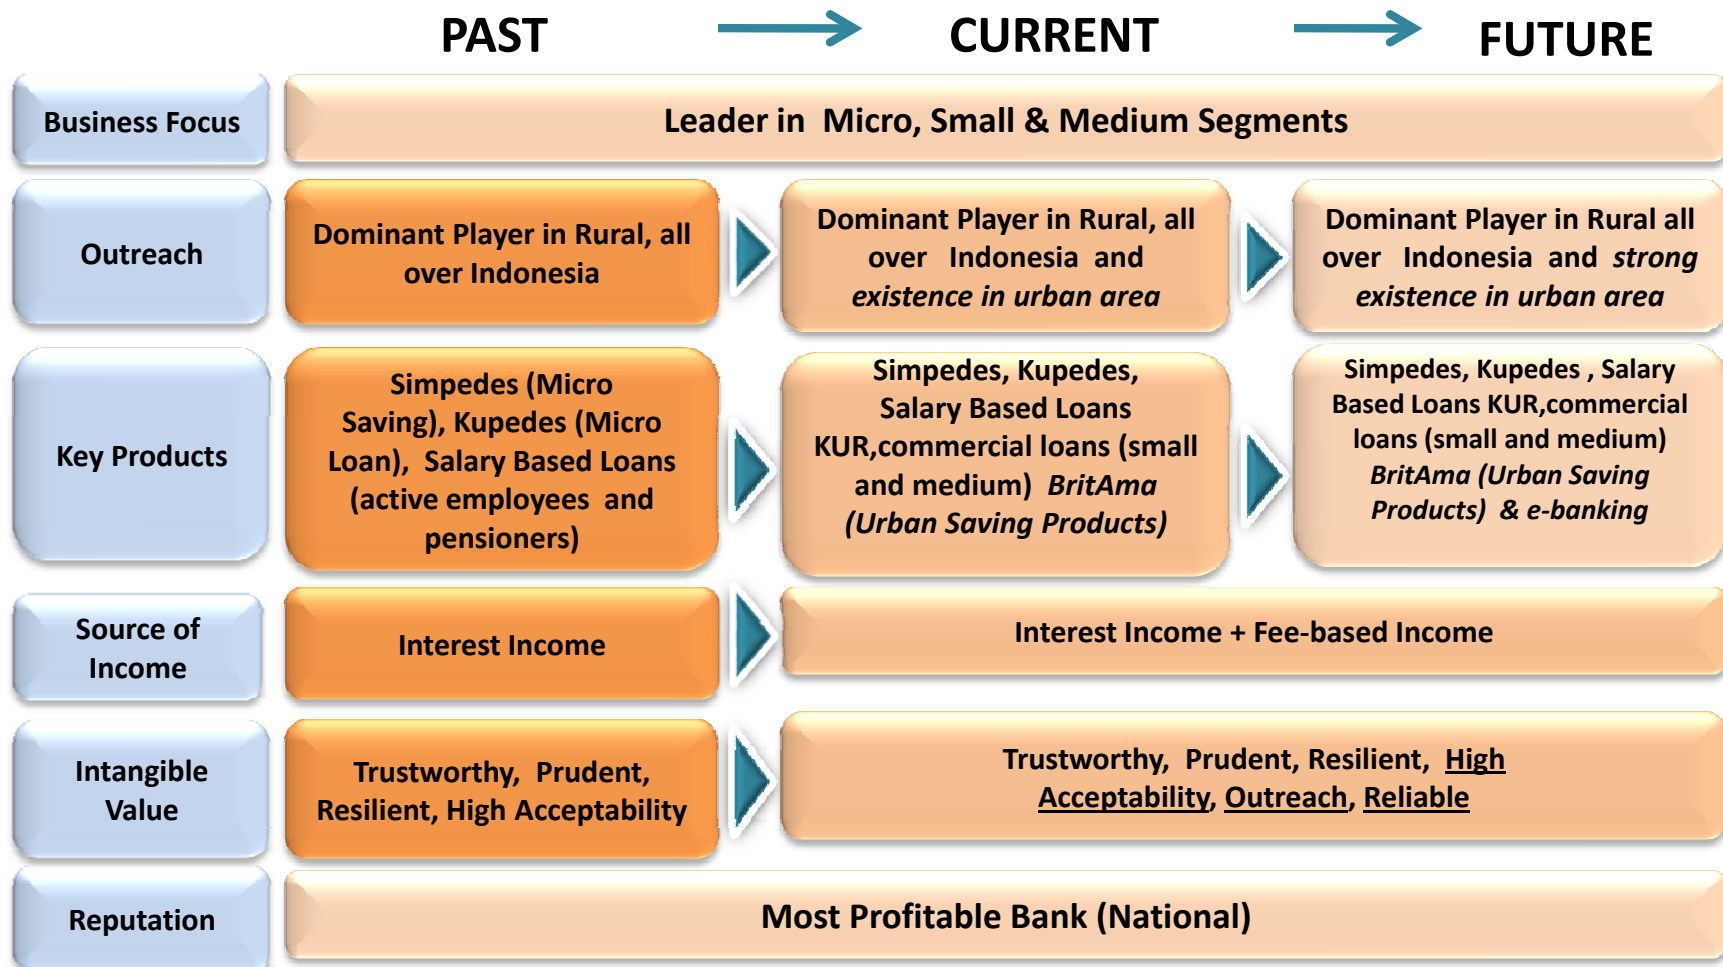 PAST
CURRENT
FUTURE
Business Focus
Leader in Micro, Small & Medium Segments
Outreach
Dominant Player in Rural, all
over Indonesia
Dominant Player in Rural, all
over Indonesia and
existence in urban area
Dominant Player in Rural all
over Indonesia and strong
existence in urban area
Key Products
Simpedes (Micro
Saving), Kupedes (Micro
Loan), Salary Based Loans
(active employees and
pensioners)
Simpedes, Kupedes,
Salary Based Loans
KUR,commercial loans (small
and medium) BritAma
(Urban Saving Products)
Simpedes, Kupedes , Salary
Based Loans KUR,commercial
loans (small and medium)
BritAma (Urban Saving
Products) & e-banking
Source of
Income
Interest Income
Interest Income + Fee-based Income
Intangible
Value
Trustworthy, Prudent,
Resilient, High Acceptability
Trustworthy, Prudent, Resilient, High
Acceptability, Outreach, Reliable
Reputation
Most Profitable Bank (National)